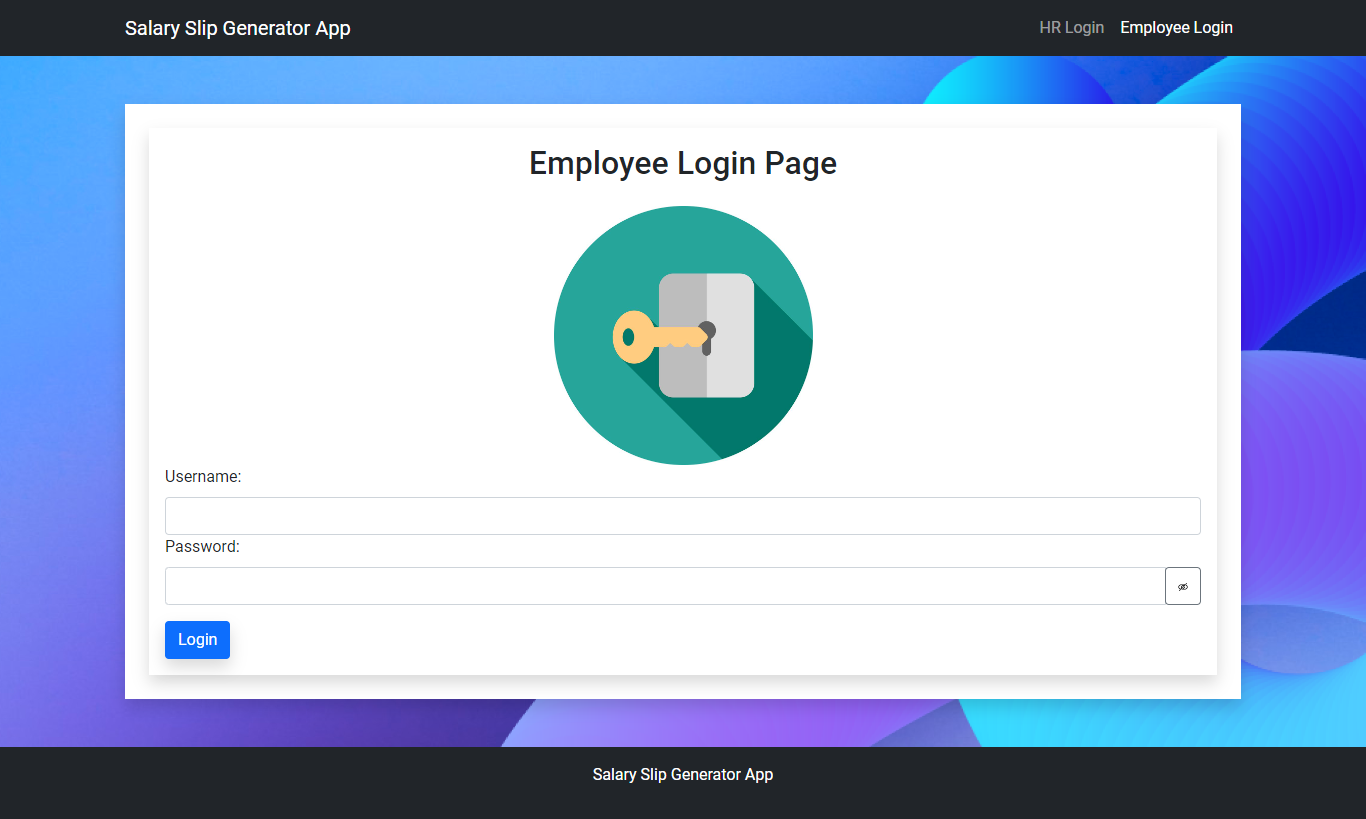 Salary Slip Generator App
HR Login
Employee Login
Employee Login Page
Username:
Password:
Login
Salary Slip Generator App